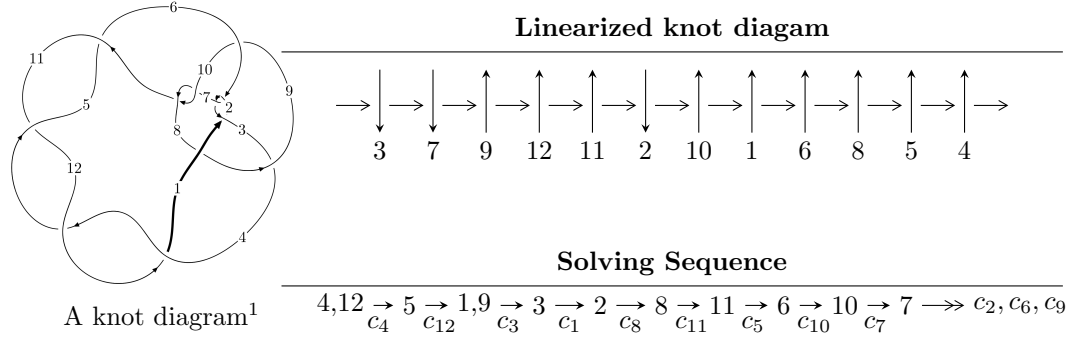 6
11
10
9
5
7
2
8
3
12
1
4
A knot diagram¹
Linearized knot diagam
3 7 9 12 11 2 10 1 6 8 5 4
Solving Sequence
4,12 → 5 → 1,9 → 3 → 2 → 8 → 11 → 6 → 10 → 7 ↠ c₂, c₆, c₉
c₄ c₁₂ c₃ c₁ c₈ c₁₁ c₅ c₁₀ c₇